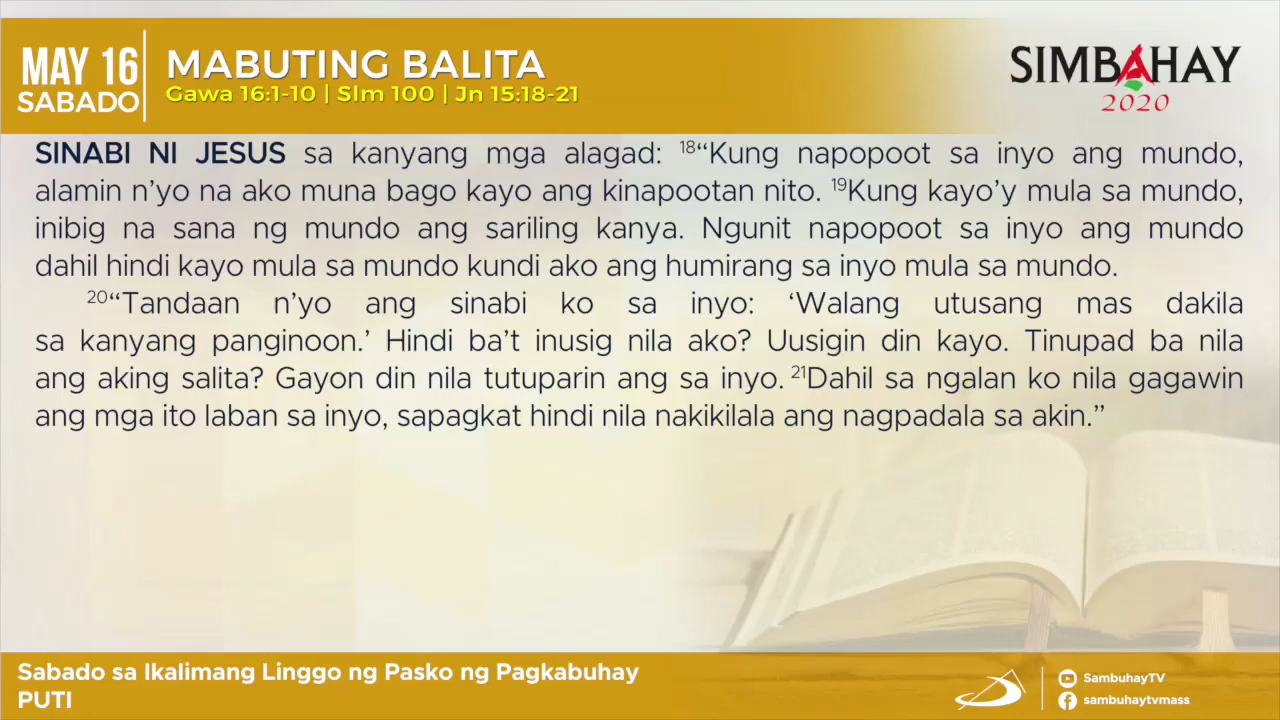 MAY 16
SABADO
MABUTING BALITA
Gawa 16:1-10 | Slm 100 | Jn 15:18-21
SIMBAHAY
2020
SINABI NI JESUS sa kanyang mga alagad: 18“Kung napopoot sa inyo ang mundo,
alamin n’yo na ako muna bago kayo ang kinapootan nito. 19Kung kayo’y mula sa mundo,
inibig na sana ng mundo ang sariling kanya. Ngunit napopoot sa inyo ang mundo
dahil hindi kayo mula sa mundo kundi ako ang humirang sa inyo mula sa mundo.
20“Tandaan n’yo ang sinabi ko sa inyo: ‘Walang utusang mas dakila
sa kanyang panginoon.’ Hindi ba’t inusig nila ako? Uusigin din kayo. Tinupad ba nila
ang aking salita? Gayon din nila tutuparin ang sa inyo. 21Dahil sa ngalan ko nila gagawin
ang mga ito laban sa inyo, sapagkat hindi nila nakikilala ang nagpadala sa akin.”
Sabado sa Ikalimang Linggo ng Pasko ng Pagkabuhay
PUTI
SambuhayTV
sambuhaytvmass